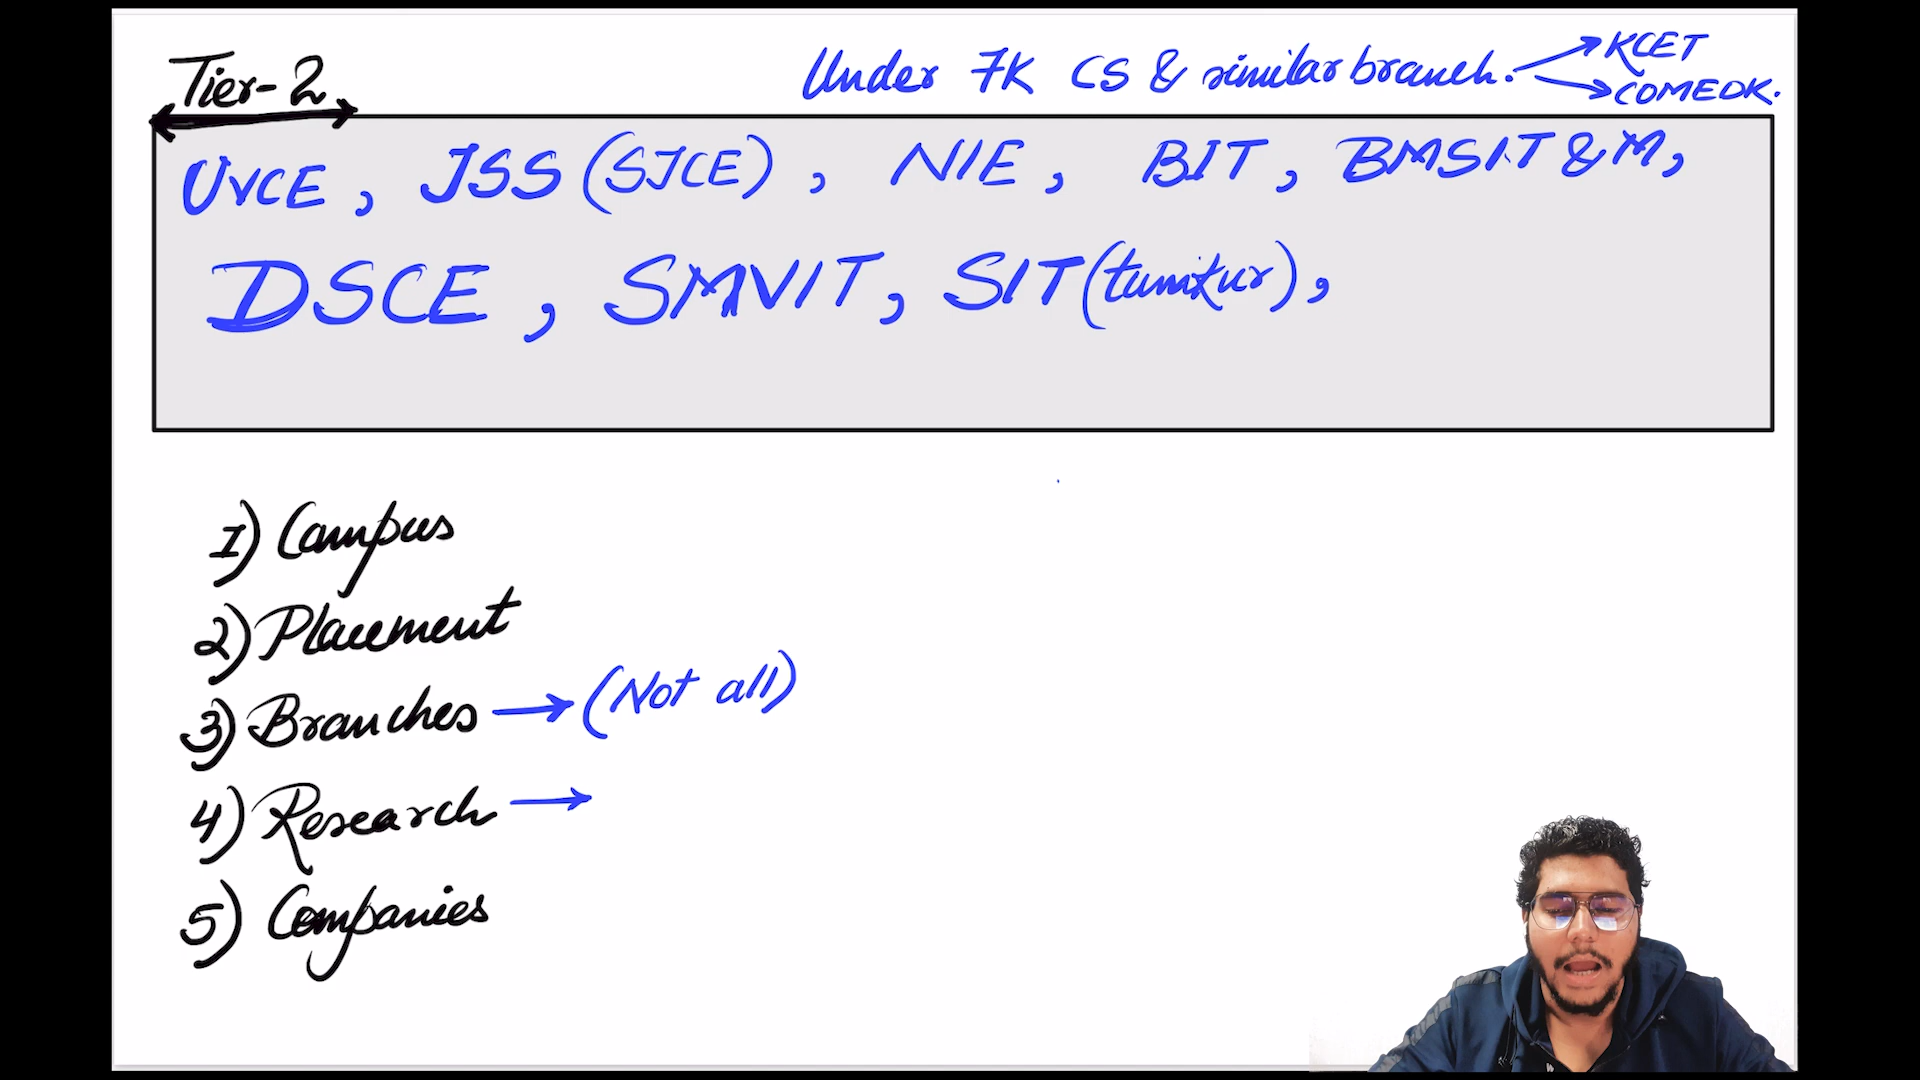 Tier-2.
Under 7K CS & similar branch.
KCET
COMEDK.
UVCE, JSS (SJCE), NIE, BIT, BMSIT & M,
DSCE, SMVIT, SIT (tumkur),
1) Campus
2) Placement
3) Branches → (Not all)
4) Research →
5) Companies